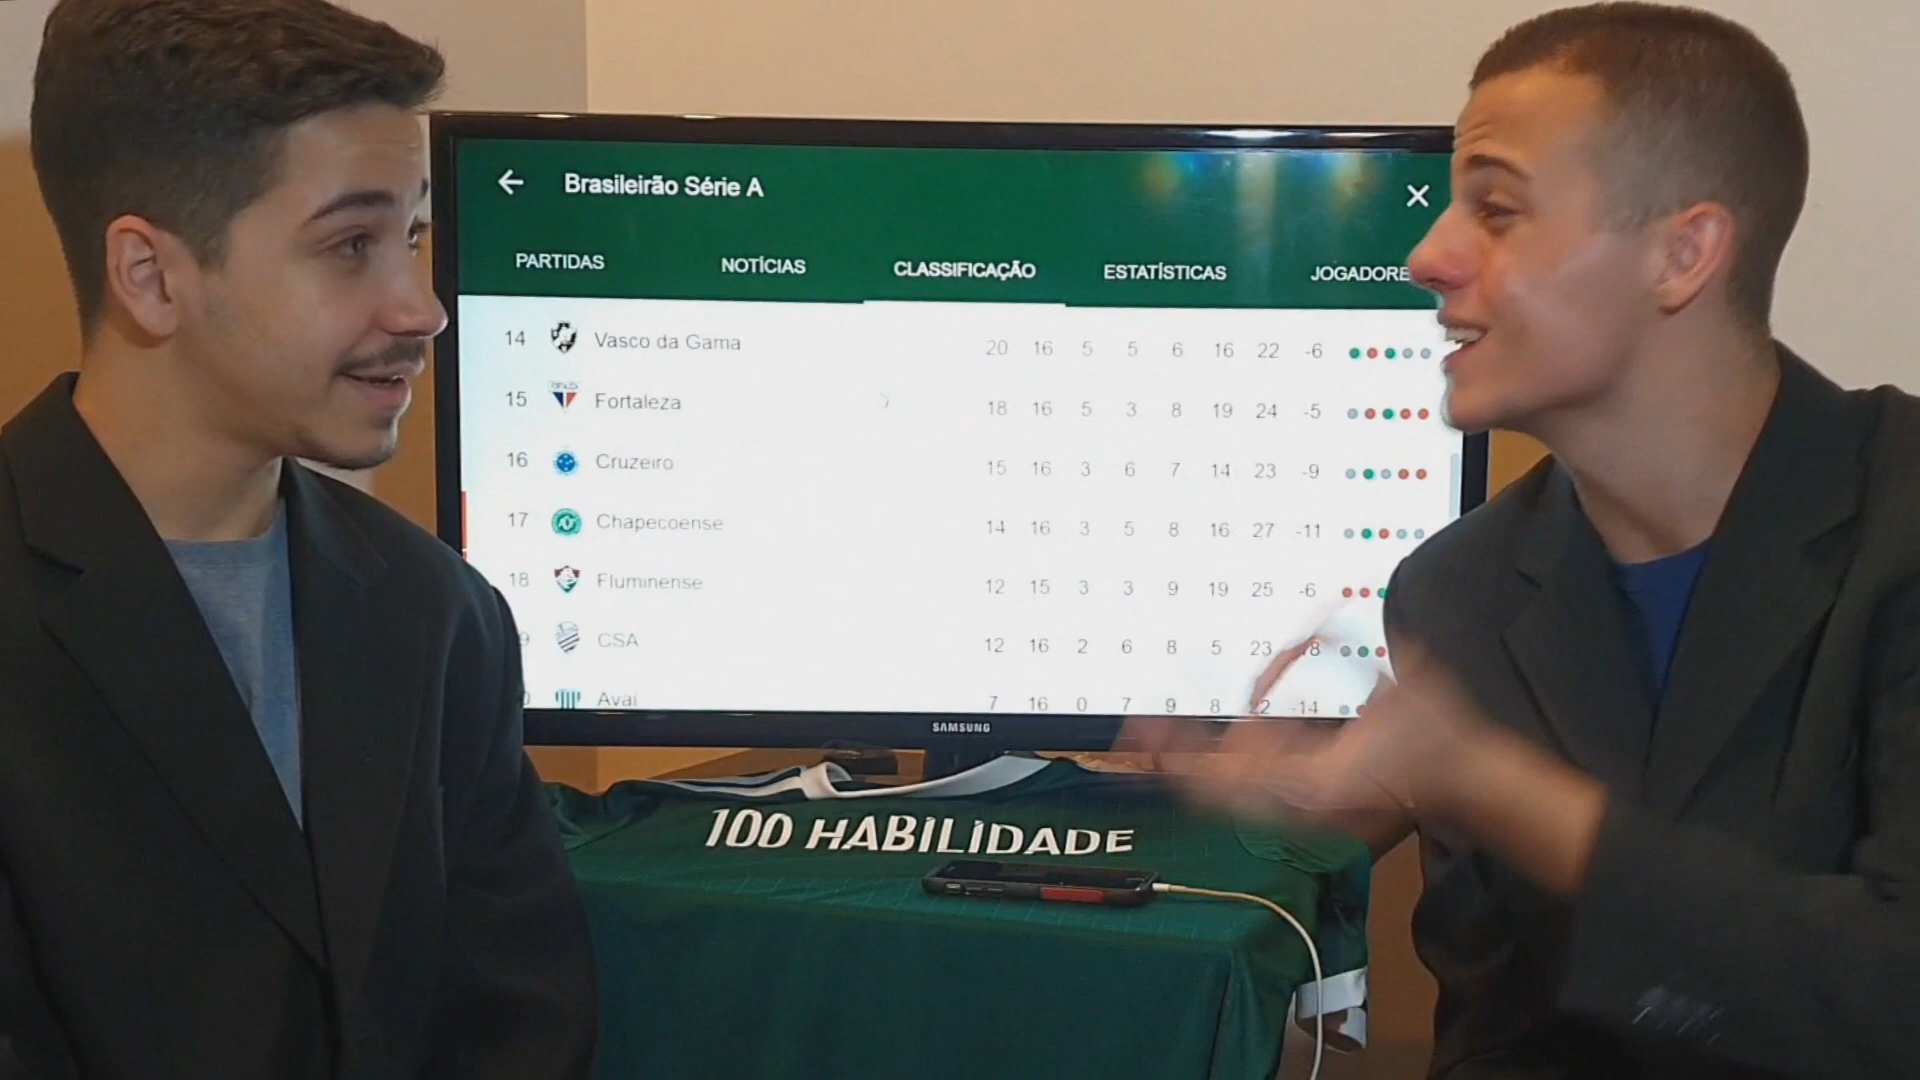 Brasileirão Série A
PARTIDAS NOTÍCIAS CLASSIFICAÇÃO ESTATÍSTICAS JOGADORE
14 Vasco da Gama 20 16 5 5 6 16 22 -6
15 Fortaleza 18 16 5 3 8 19 24 -5
16 Cruzeiro 15 16 3 6 7 14 23 -9
17 Chapecoense 14 16 3 5 8 16 27 -11
18 Fluminense 12 15 3 3 9 19 25 -6
9 CSA 12 16 2 6 8 5 23 8
0 Avaí 7 16 0 7 9 8 22 -14
SAMSUNG
100 HABILIDADE